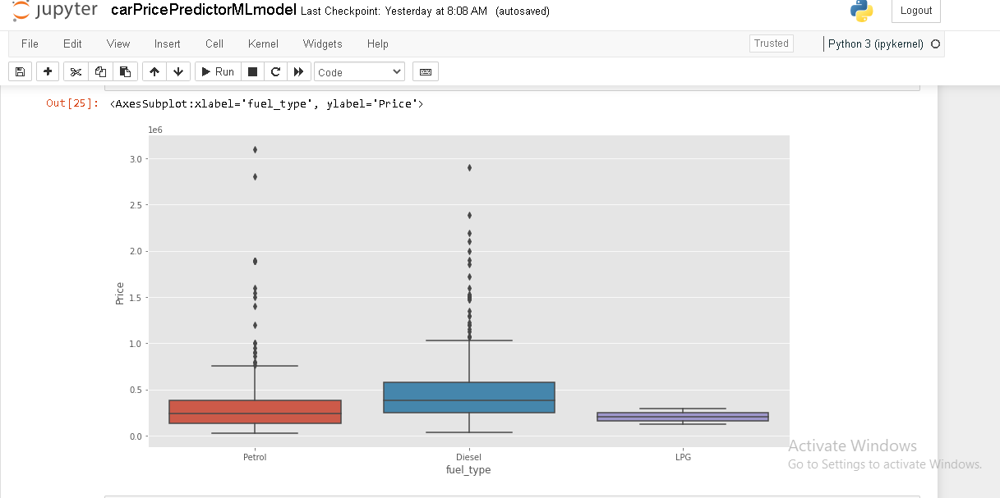 jupyter carPricePredictorMLmodel Last Checkpoint: Yesterday at 8:08 AM (autosaved) Logout
File Edit View Insert Cell Kernel Widgets Help Trusted Python 3 (ipykernel)
Run Code
Out[25]: <AxesSubplot:xlabel='fuel_type', ylabel='Price'>
1e6
3.0
2.5
2.0
1.5
1.0
0.5
0.0
Price
Petrol Diesel LPG
fuel_type
Activate Windows
Go to Settings to activate Windows.